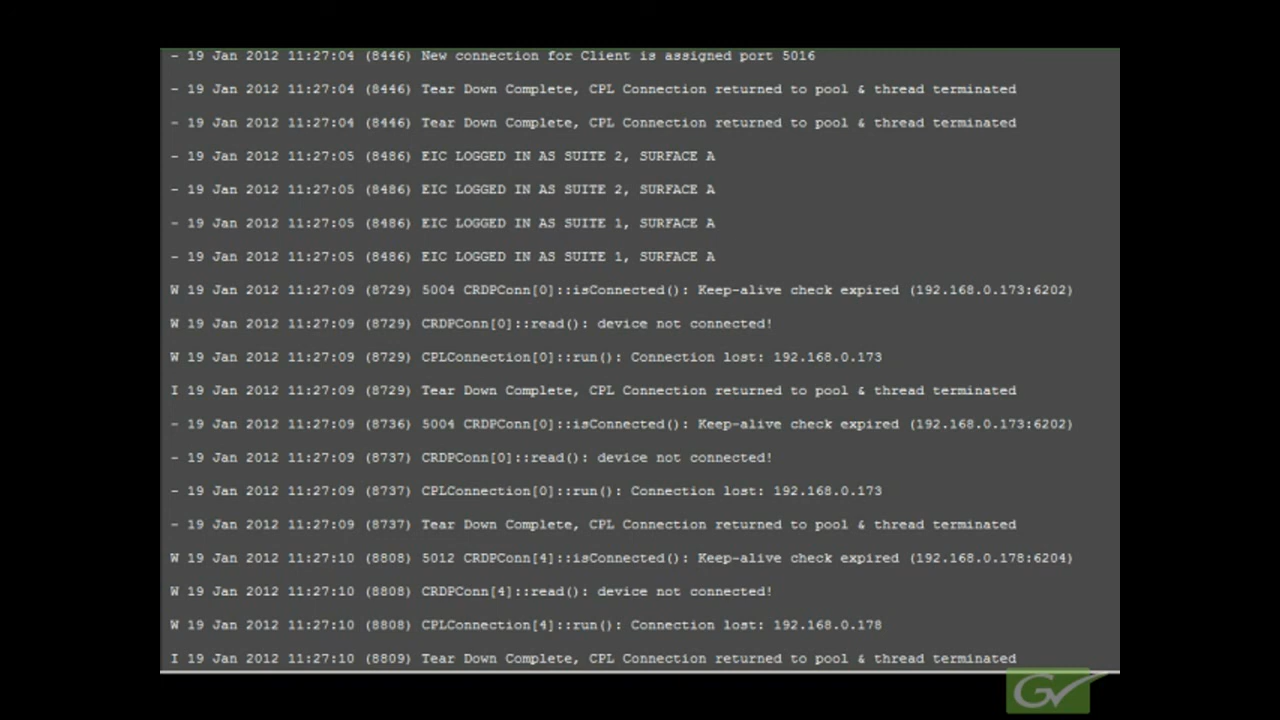 - 19 Jan 2012 11:27:04 (8446) New connection for Client is assigned port 5016
- 19 Jan 2012 11:27:04 (8446) Tear Down Complete, CPL Connection returned to pool & thread terminated
- 19 Jan 2012 11:27:04 (8446) Tear Down Complete, CPL Connection returned to pool & thread terminated
- 19 Jan 2012 11:27:05 (8486) EIC LOGGED IN AS SUITE 2, SURFACE A
- 19 Jan 2012 11:27:05 (8486) EIC LOGGED IN AS SUITE 2, SURFACE A
- 19 Jan 2012 11:27:05 (8486) EIC LOGGED IN AS SUITE 1, SURFACE A
- 19 Jan 2012 11:27:05 (8486) EIC LOGGED IN AS SUITE 1, SURFACE A
W 19 Jan 2012 11:27:09 (8729) 5004 CRDPConn[0]::isConnected(): Keep-alive check expired (192.168.0.173:6202)
W 19 Jan 2012 11:27:09 (8729) CRDPConn[0]::read(): device not connected!
W 19 Jan 2012 11:27:09 (8729) CPLConnection[0]::run(): Connection lost: 192.168.0.173
I 19 Jan 2012 11:27:09 (8729) Tear Down Complete, CPL Connection returned to pool & thread terminated
- 19 Jan 2012 11:27:09 (8736) 5004 CRDPConn[0]::isConnected(): Keep-alive check expired (192.168.0.173:6202)
- 19 Jan 2012 11:27:09 (8737) CRDPConn[0]::read(): device not connected!
- 19 Jan 2012 11:27:09 (8737) CPLConnection[0]::run(): Connection lost: 192.168.0.173
- 19 Jan 2012 11:27:09 (8737) Tear Down Complete, CPL Connection returned to pool & thread terminated
W 19 Jan 2012 11:27:10 (8808) 5012 CRDPConn[4]::isConnected(): Keep-alive check expired (192.168.0.178:6204)
W 19 Jan 2012 11:27:10 (8808) CRDPConn[4]::read(): device not connected!
W 19 Jan 2012 11:27:10 (8808) CPLConnection[4]::run(): Connection lost: 192.168.0.178
I 19 Jan 2012 11:27:10 (8809) Tear Down Complete, CPL Connection returned to pool & thread terminated
GV